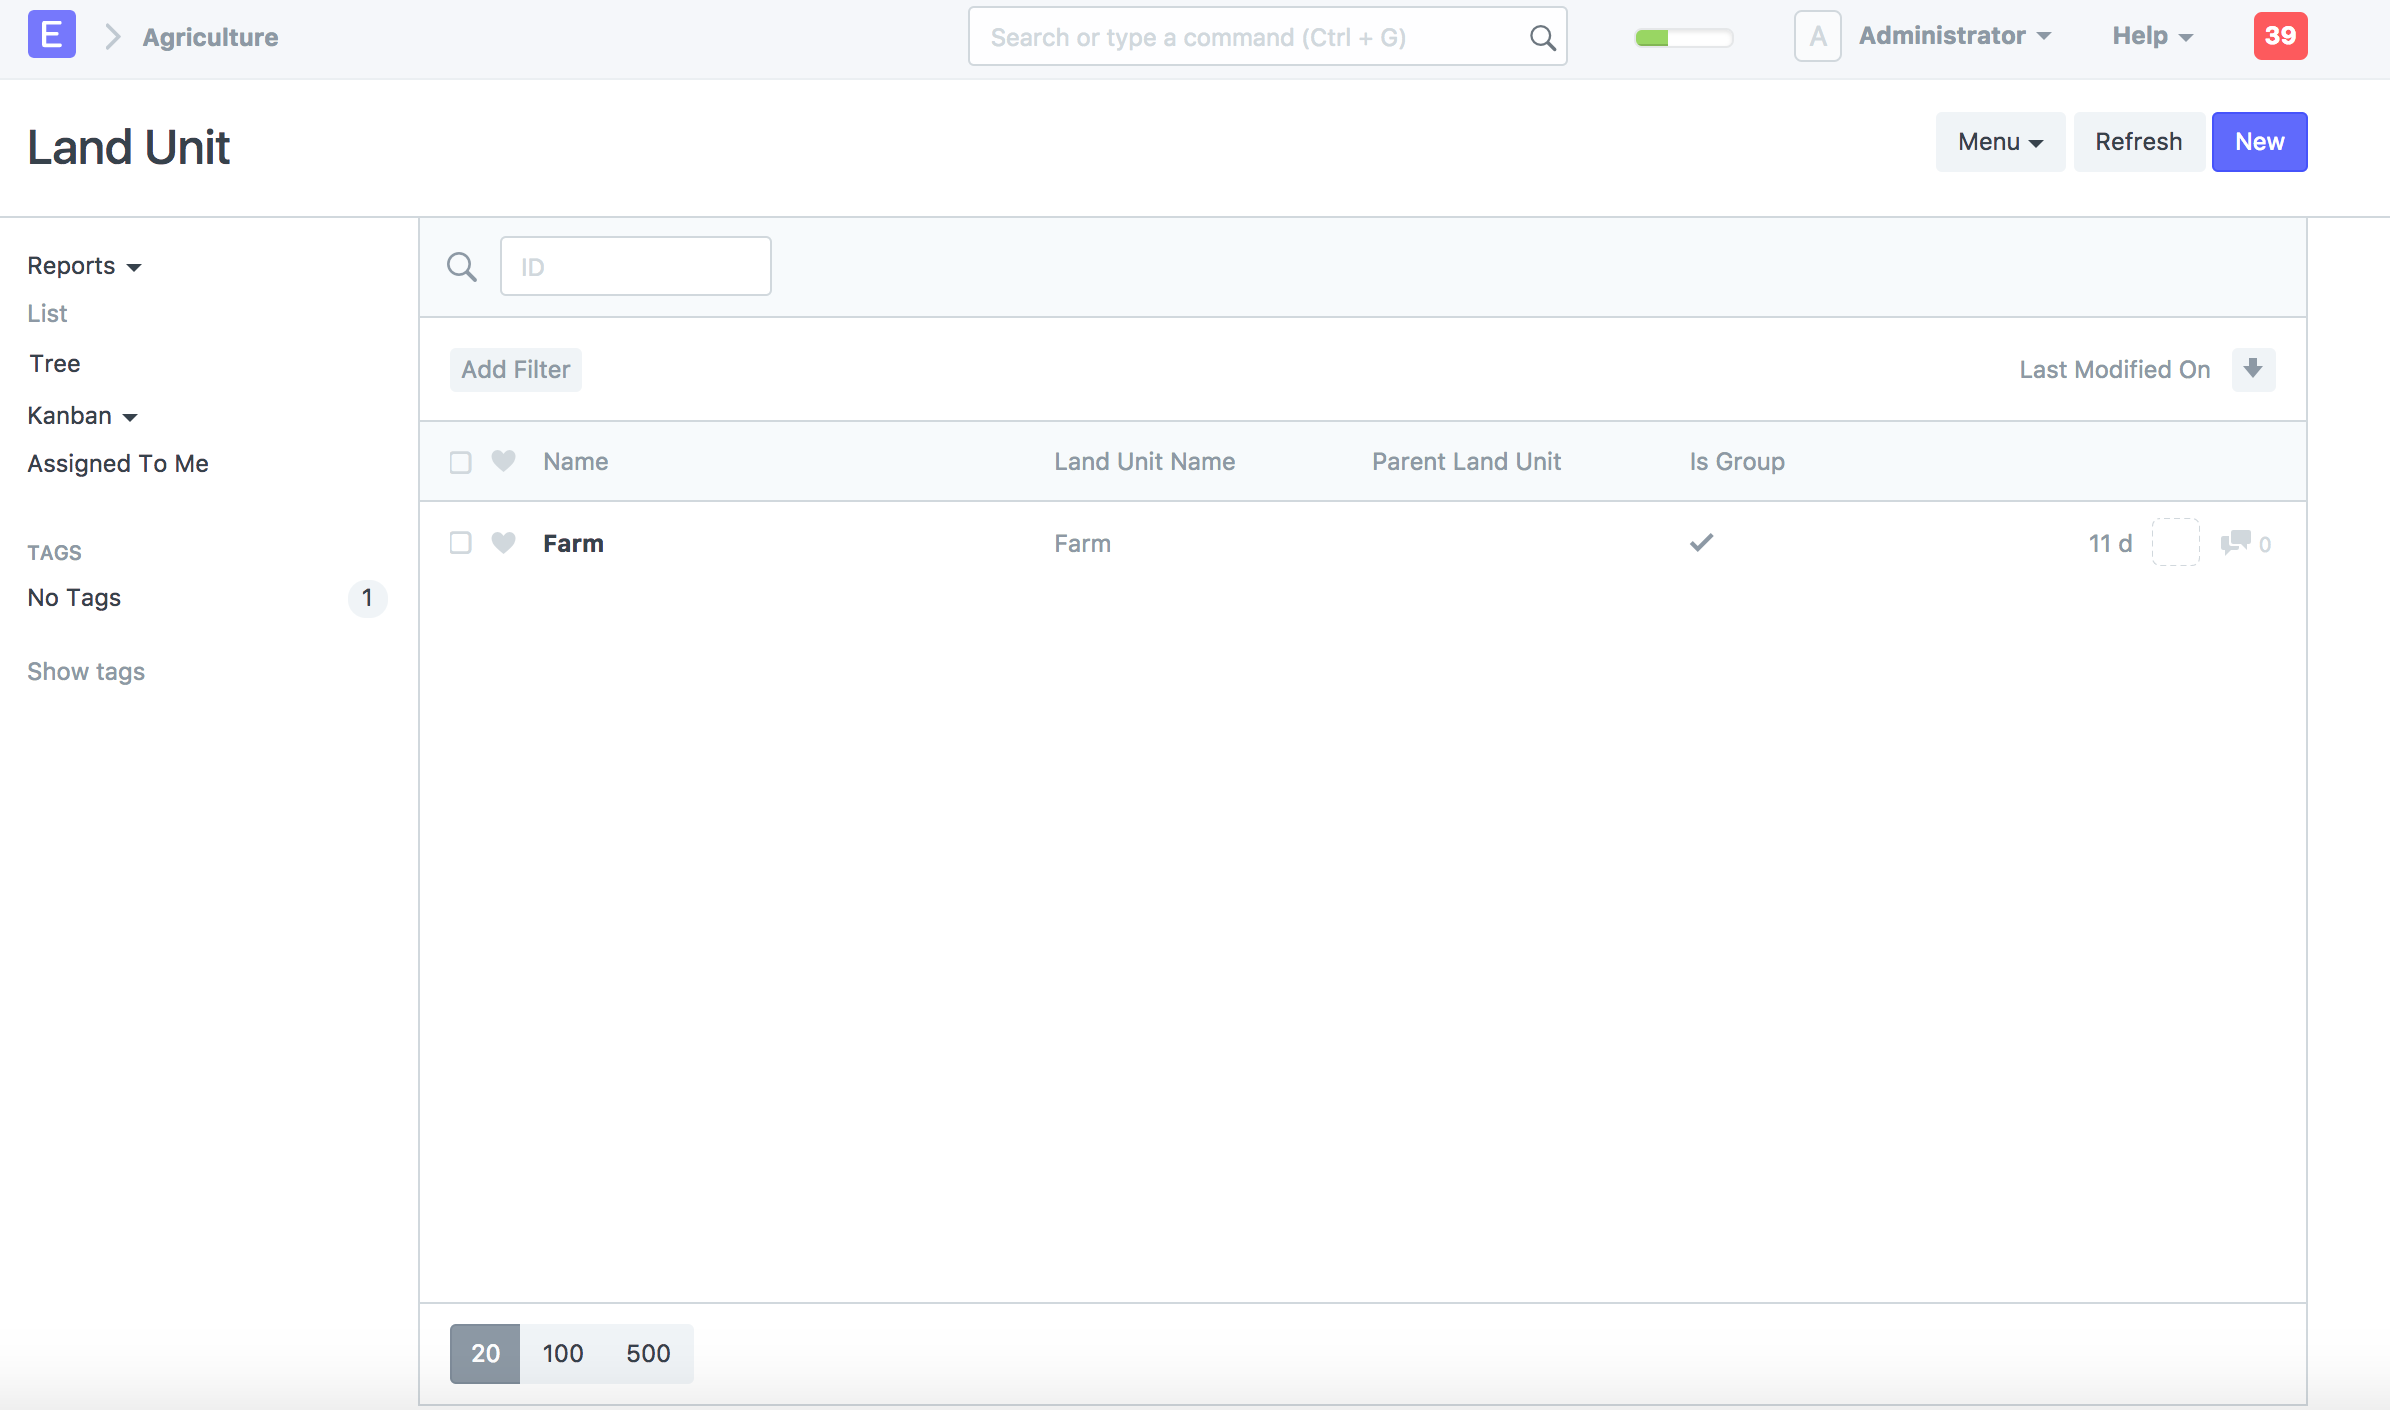 E Agriculture Search or type a command (Ctrl + G) A Administrator Help 39
Land Unit Menu Refresh New
Reports
List
Tree
Kanban
Assigned To Me
TAGS
No Tags 1
Show tags
ID
Add Filter Last Modified On
Name Land Unit Name Parent Land Unit Is Group
Farm Farm 11 d 0
20 100 500